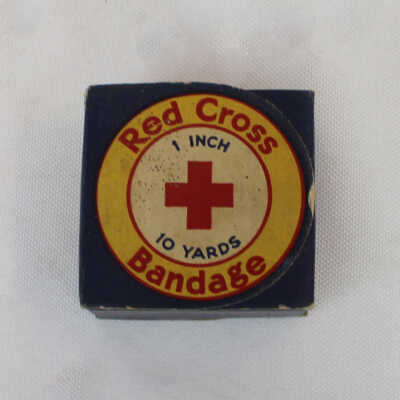 Red Cross
1 INCH
10 YARDS
Bandage